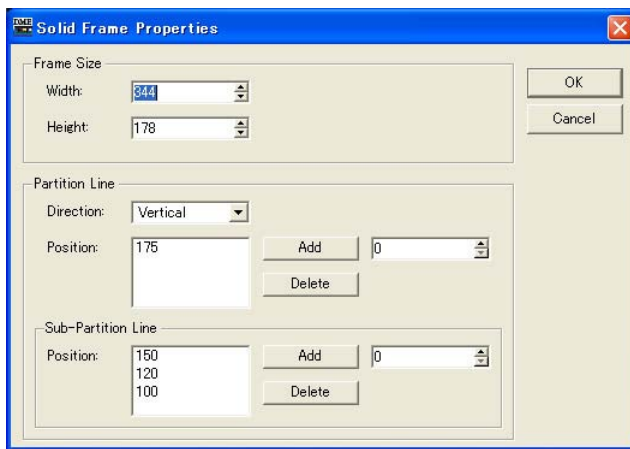 DME
Solid Frame Properties
Frame Size
Width: 344
Height: 178
OK
Cancel
Partition Line
Direction: Vertical
Position: 175
Add 0
Delete
Sub-Partition Line
Position: 150
120
100
Add 0
Delete